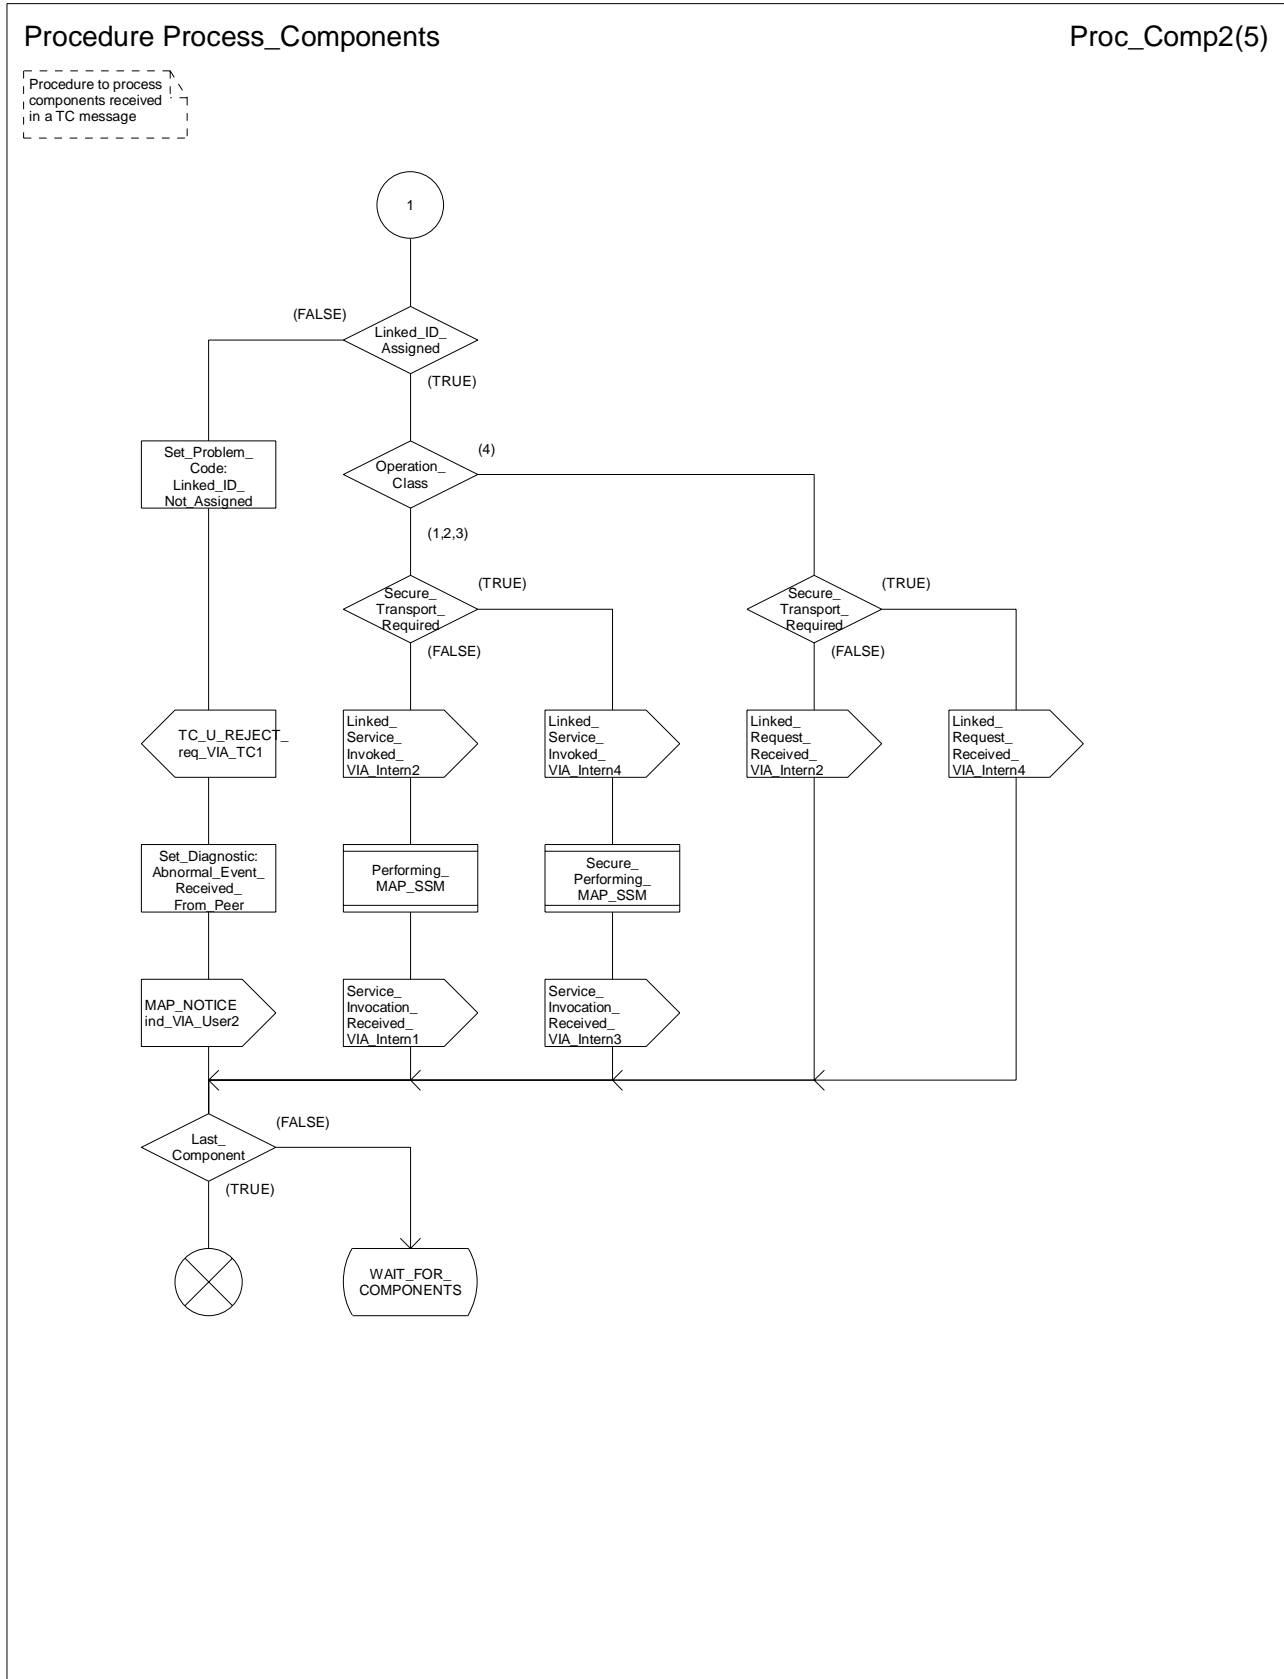 Procedure Process_Components
Proc_Comp2(5)
Procedure to process
components received
in a TC message
1
(FALSE)
Linked_ID_
Assigned
(TRUE)
Set_Problem_
Code:
Linked_ID_
Not_Assigned
Operation_
Class
(4)
(1,2,3)
Secure_
Transport_
Required
(TRUE)
(FALSE)
Secure_
Transport_
Required
(TRUE)
(FALSE)
TC_U_REJECT_
req_VIA_TC1
Linked_
Service_
Invoked_
VIA_Intern2
Linked_
Service_
Invoked_
VIA_Intern4
Linked_
Request_
Received_
VIA_Intern2
Linked_
Request_
Received_
VIA_Intern4
Set_Diagnostic:
Abnormal_Event_
Received_
From_Peer
Performing_
MAP_SSM
Secure_
Performing_
MAP_SSM
MAP_NOTICE
ind_VIA_User2
Service_
Invocation_
Received_
VIA_Intern1
Service_
Invocation_
Received_
VIA_Intern3
Last_
Component
(FALSE)
(TRUE)
WAIT_FOR_
COMPONENTS